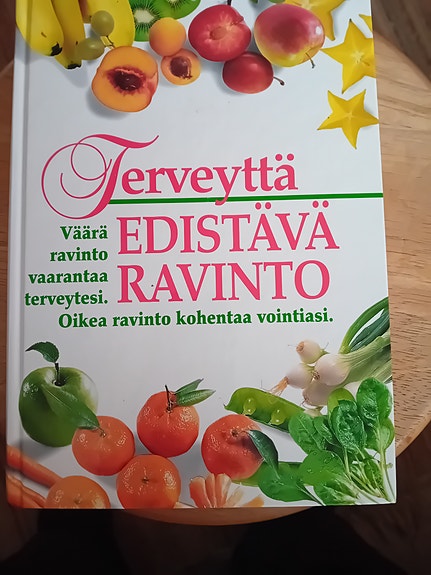 Terveyttä
EDISTÄVÄ
RAVINTO
Väärä
ravinto
vaarantaa
terveytesi.
Oikea ravinto kohentaa vointiasi.